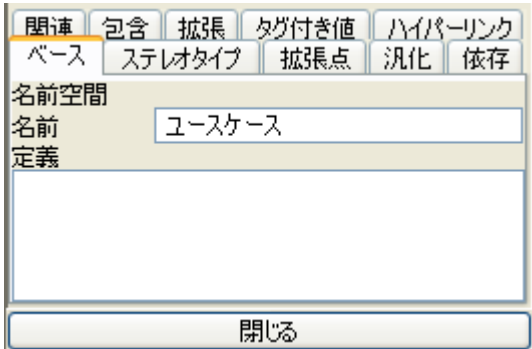 関連 包含 拡張 タグ付き値 ハイパーリンク
ベース ステレオタイプ 拡張点 汎化 依存
名前空間
名前 ユースケース
定義
閉じる